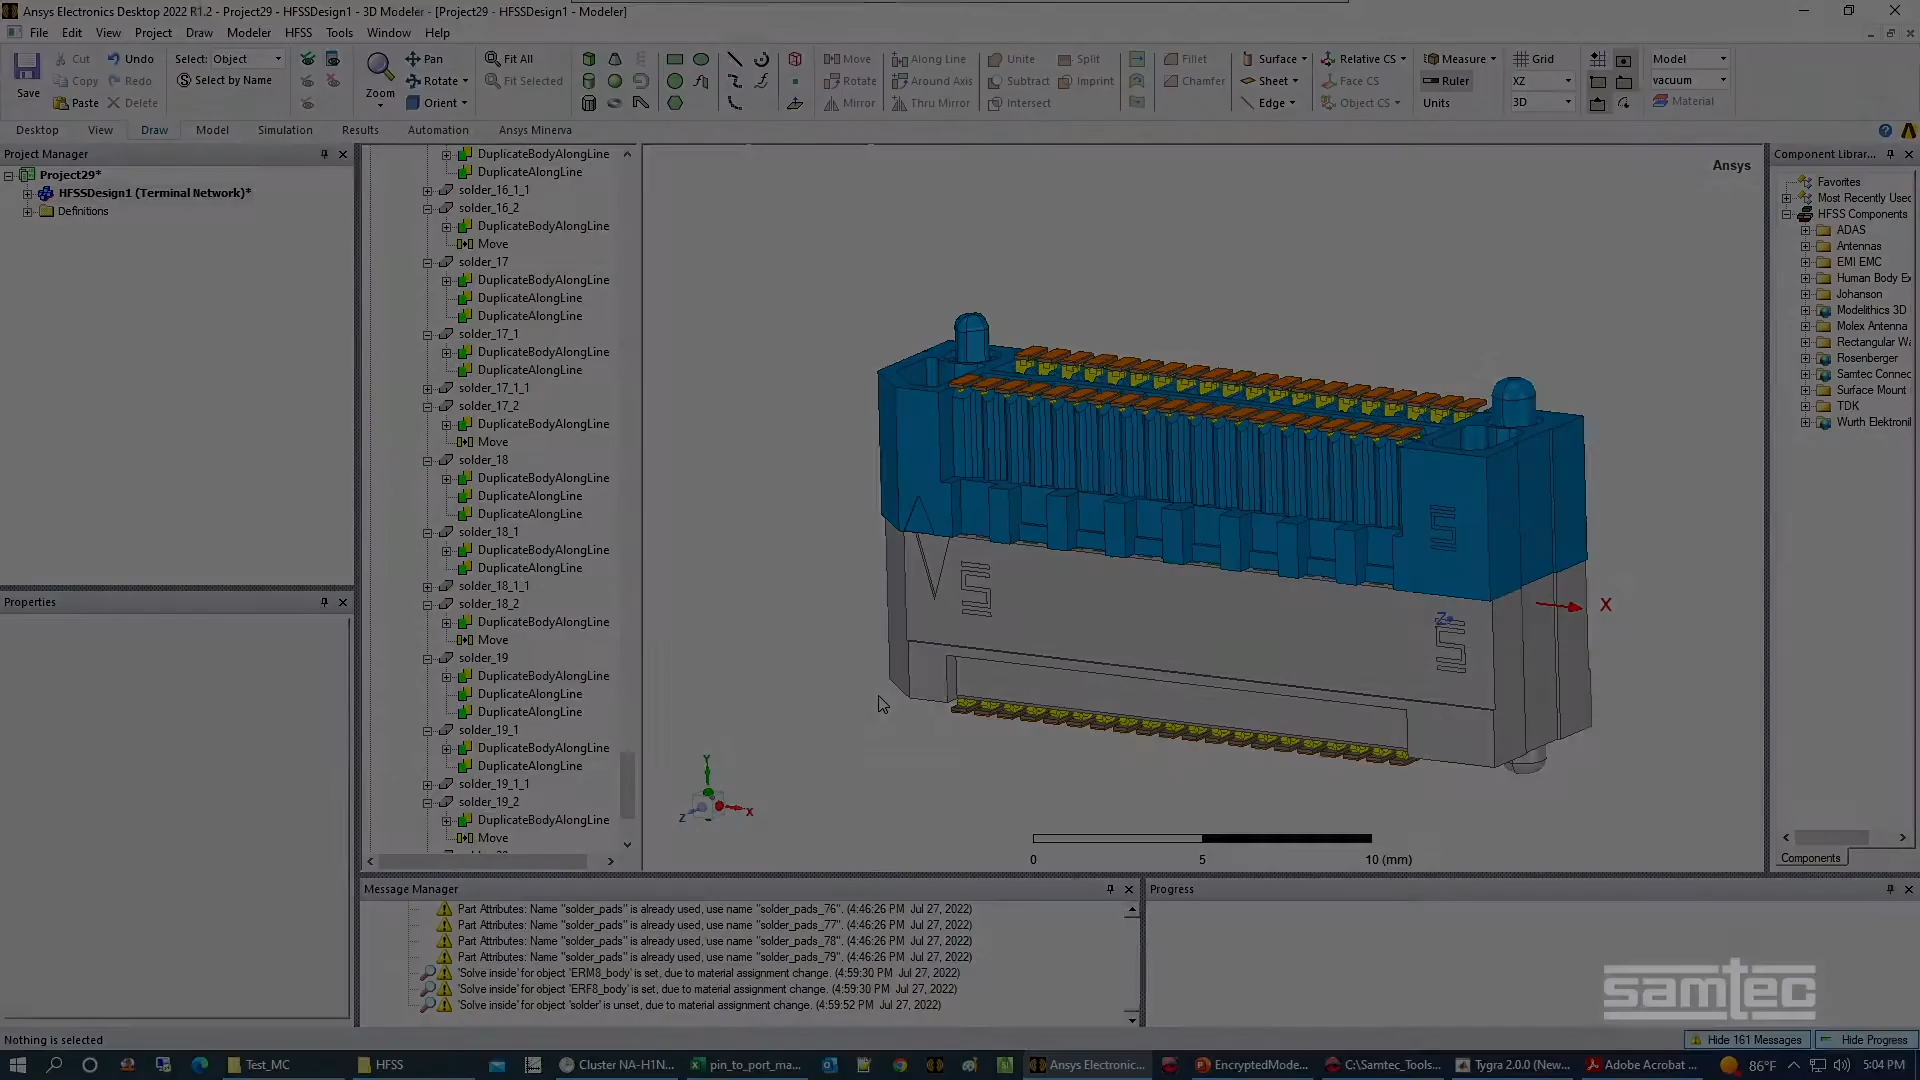 Ansys Electronics Desktop 2022 R1.2 - Project29 - HFSSDesign1 - 3D Modeler - [Project29 - HFSSDesign1 - Modeler]
File Edit View Project Draw Modeler HFSS Tools Window Help
Save Cut Copy Paste Undo Redo Delete
Select: Object
Select by Name
Zoom Pan Rotate Orient Fit All Fit Selected
Move Rotate Mirror Along Line Around Axis Thru Mirror
Unite Subtract Intersect Split Imprint
Fillet Chamfer
Surface Sheet Edge
Relative CS Face CS Object CS
Measure Ruler Units
Grid XZ 3D
Model vacuum Material
Desktop View Draw Model Simulation Results Automation Ansys Minerva
Project Manager
Project29*
HFSSDesign1 (Terminal Network)*
Definitions
Properties
DuplicateBodyAlongLine
DuplicateAlongLine
solder_16_1_1
solder_16_2
DuplicateBodyAlongLine
Move
solder_17
DuplicateBodyAlongLine
DuplicateAlongLine
DuplicateAlongLine
solder_17_1
DuplicateBodyAlongLine
DuplicateAlongLine
solder_17_1_1
solder_17_2
DuplicateBodyAlongLine
Move
solder_18
DuplicateBodyAlongLine
DuplicateAlongLine
DuplicateAlongLine
solder_18_1
DuplicateBodyAlongLine
DuplicateAlongLine
solder_18_1_1
solder_18_2
DuplicateBodyAlongLine
Move
solder_19
DuplicateBodyAlongLine
DuplicateAlongLine
DuplicateAlongLine
solder_19_1
DuplicateBodyAlongLine
DuplicateAlongLine
solder_19_1_1
solder_19_2
DuplicateBodyAlongLine
Move
Ansys
X
Z
Y
Z X
0 5 10 (mm)
Component Librar...
Favorites
Most Recently Used
HFSS Components
ADAS
Antennas
EMI EMC
Human Body Ex
Johanson
Modelithics 3D
Molex Antenna
Rectangular Wa
Rosenberger
Samtec Connec
Surface Mount
TDK
Wurth Elektroni
Components
Message Manager
Part Attributes: Name "solder_pads" is already used, use name "solder_pads_76". (4:46:26 PM Jul 27, 2022)
Part Attributes: Name "solder_pads" is already used, use name "solder_pads_77". (4:46:26 PM Jul 27, 2022)
Part Attributes: Name "solder_pads" is already used, use name "solder_pads_78". (4:46:26 PM Jul 27, 2022)
Part Attributes: Name "solder_pads" is already used, use name "solder_pads_79". (4:46:26 PM Jul 27, 2022)
'Solve inside' for object 'ERM8_body' is set, due to material assignment change. (4:59:30 PM Jul 27, 2022)
'Solve inside' for object 'ERF8_body' is set, due to material assignment change. (4:59:30 PM Jul 27, 2022)
'Solve inside' for object 'solder' is unset, due to material assignment change. (4:59:52 PM Jul 27, 2022)
Progress
samtec
Nothing is selected
Hide 161 Messages Hide Progress
Test_MC HFSS Cluster NA-H1N... pin_to_port_ma... Ansys Electronic... EncryptedMode... C:\Samtec_Tools... Tygra 2.0.0 (New... Adobe Acrobat ... 86°F 5:04 PM